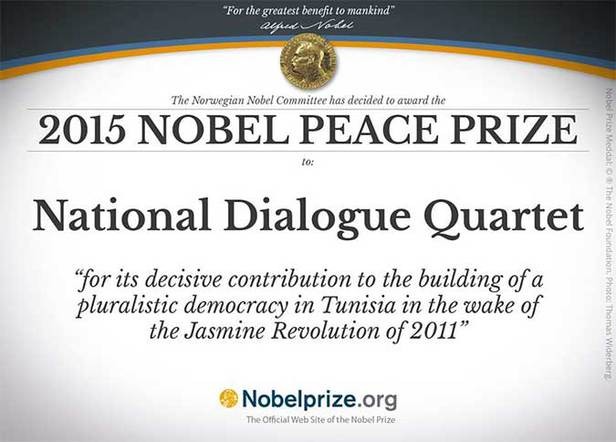 "For the greatest benefit to mankind"
Alfred Nobel
The Norwegian Nobel Committee has decided to award the
2015 NOBEL PEACE PRIZE
to:
National Dialogue Quartet
"for its decisive contribution to the building of a
pluralistic democracy in Tunisia in the wake of
the Jasmine Revolution of 2011"
Nobelprize.org
The Official Web Site of the Nobel Prize
Nobel Prize Medal: © ® The Nobel Foundation. Photo: Thomas Widerberg.